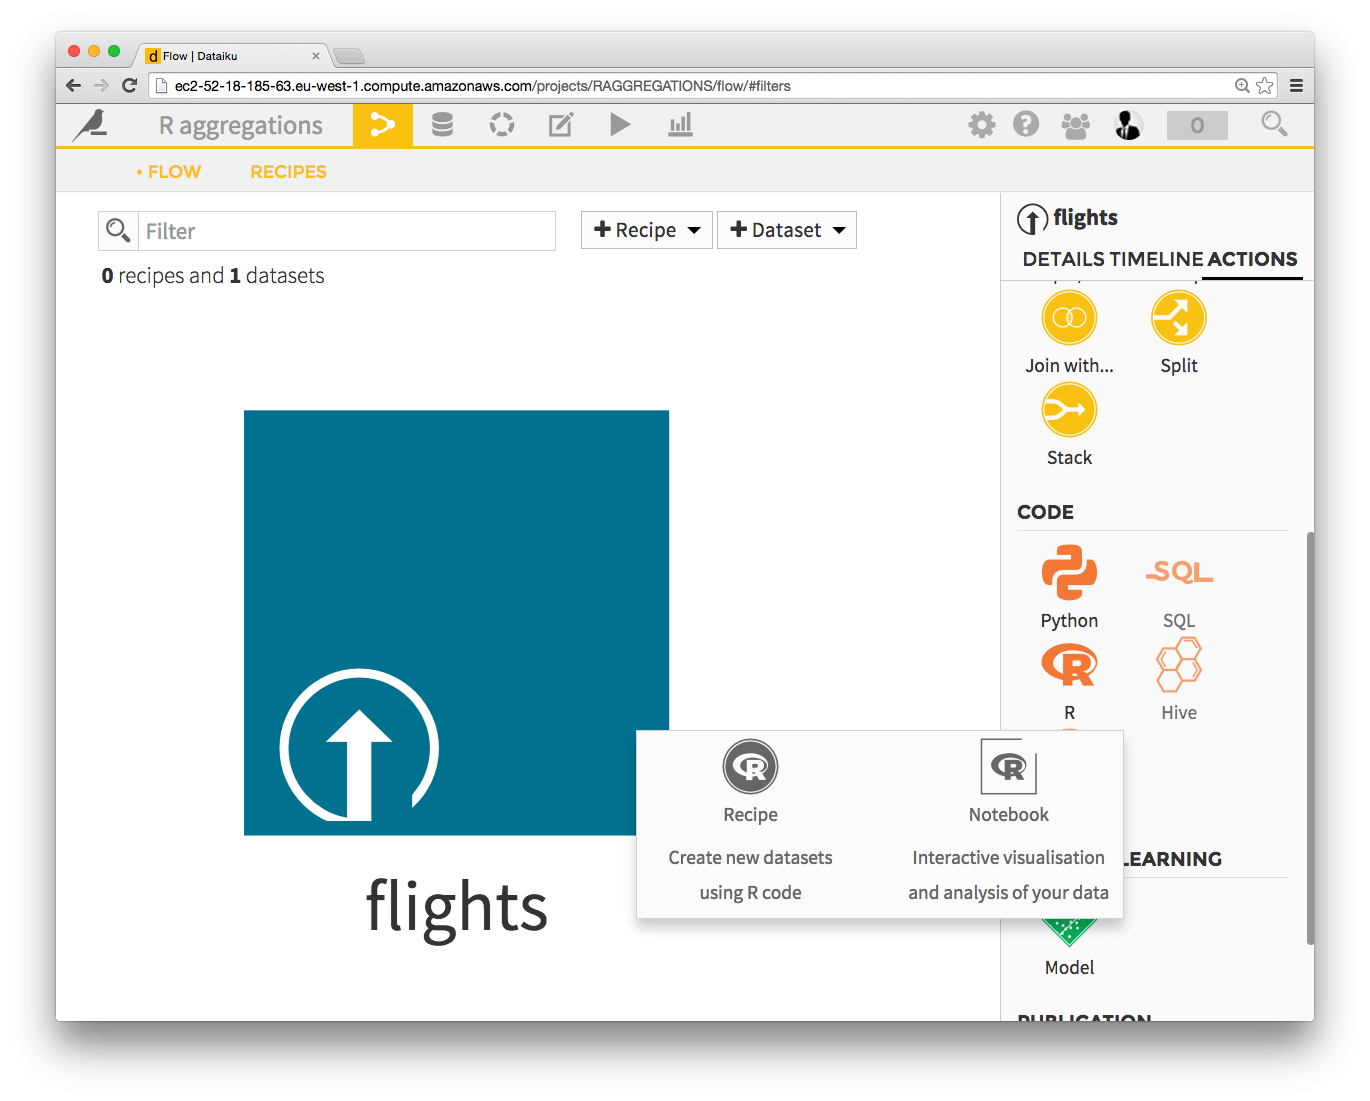 Flow | Dataiku
ec2-52-18-185-63.eu-west-1.compute.amazonaws.com/projects/RAGGREGATIONS/flow/#filters
R aggregations
0
• FLOW
RECIPES
Filter
Recipe
Dataset
0 recipes and 1 datasets
flights
flights
DETAILS TIMELINE ACTIONS
Join with...
Split
Stack
CODE
Python
SQL
SQL
R
Hive
Recipe
Create new datasets
using R code
Notebook
Interactive visualisation
and analysis of your data
LEARNING
Model
PUBLICATION